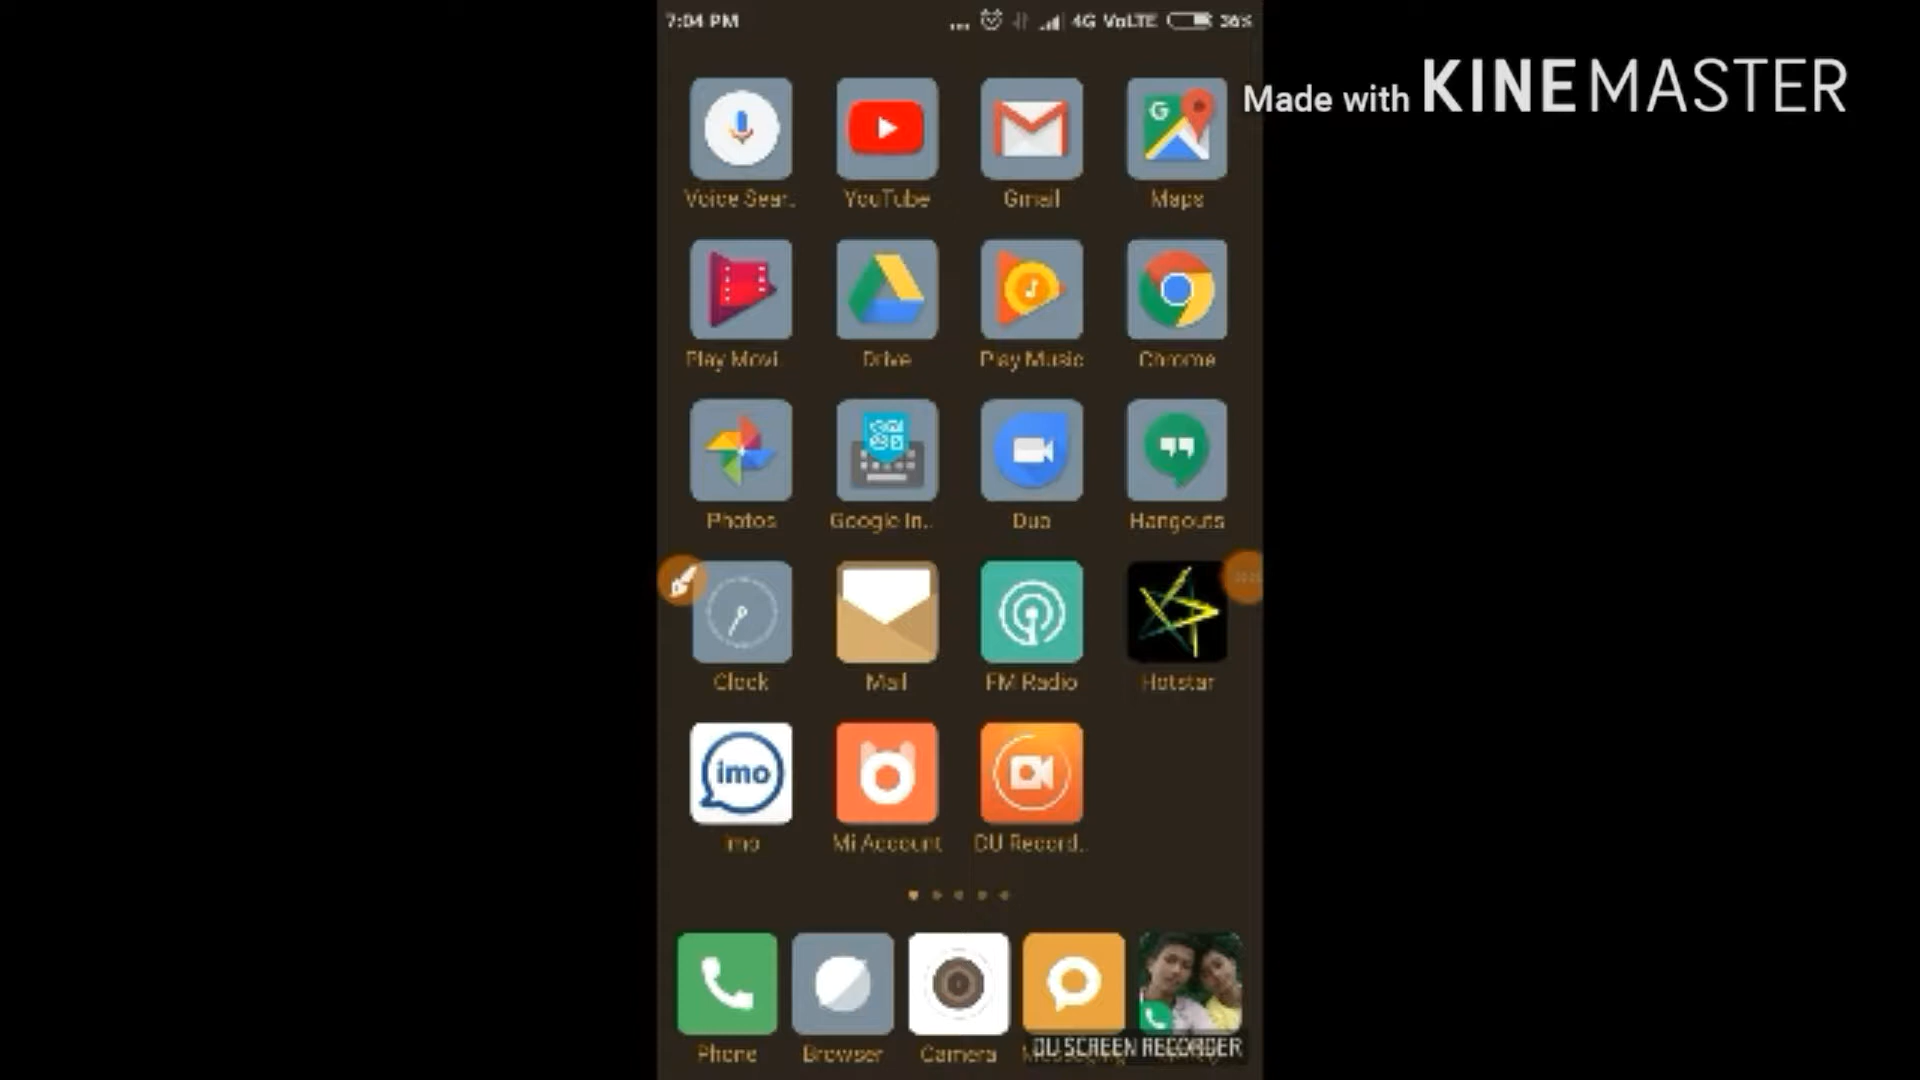 7:04 PM ... 4G VoLTE 36%
Made with KINEMASTER
Voice Sear.. YouTube Gmail Maps
G
Play Movi.. Drive Play Music Chrome
Photos Google In.. Duo Hangouts
Clock Mail FM Radio Hotstar
imo
imo Mi Account DU Record..
Phone Browser Camera
DU SCREEN RECORDER